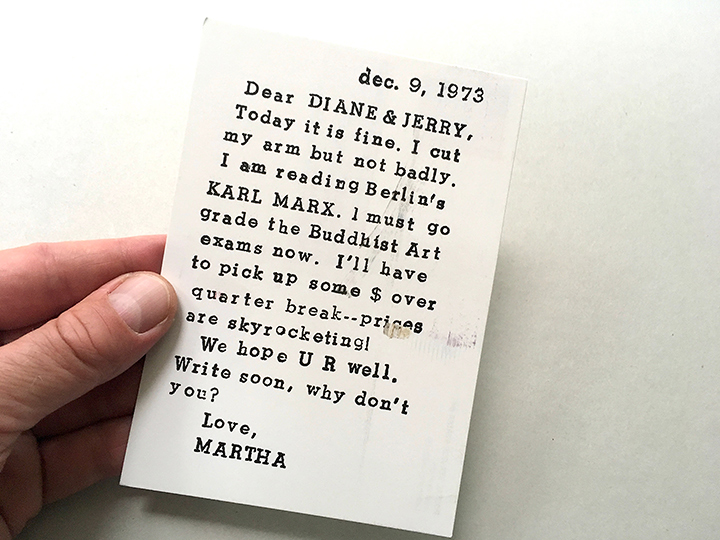 dec. 9, 1973
Dear DIANE & JERRY,
Today it is fine. I cut
my arm but not badly.
I am reading Berlin's
KARL MARX. I must go
grade the Buddhist Art
exams now. I'll have
to pick up some $ over
quarter break--prices
are skyrocketing!
We hope U R well.
Write soon, why don't
you?
Love,
MARTHA